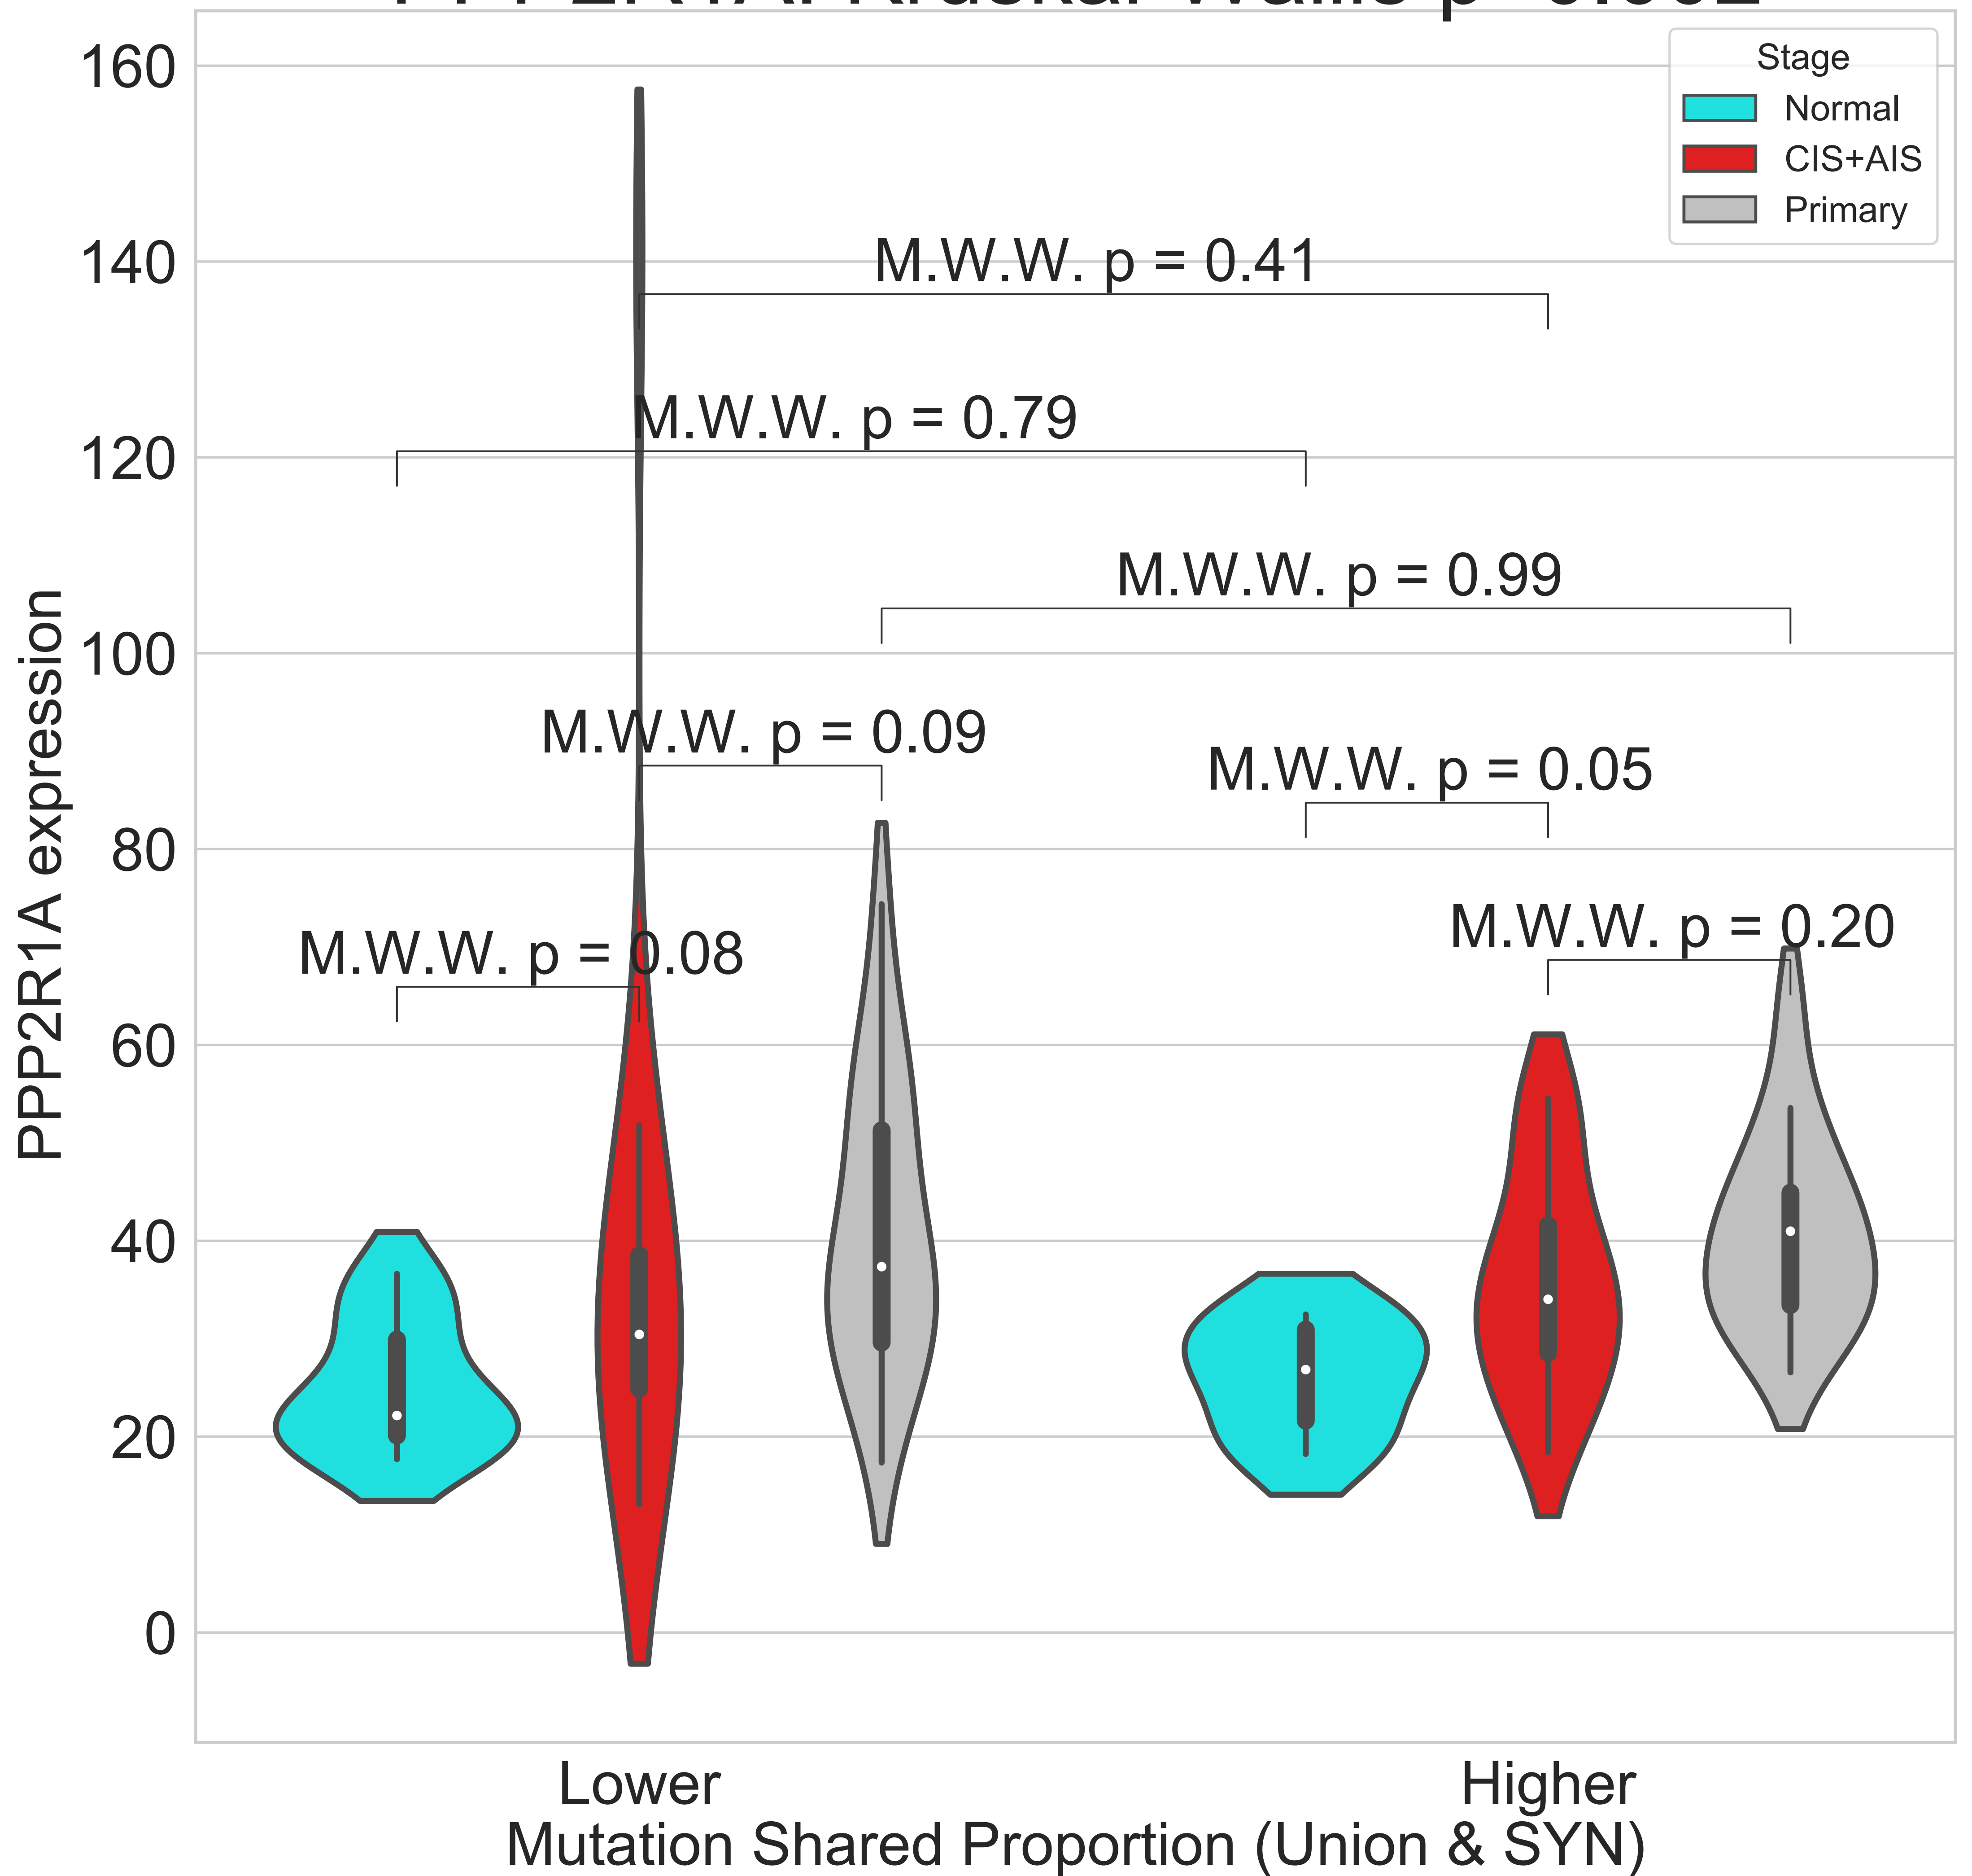 160
140
120
100
80
60
40
20
0
PPP2R1A expression
Stage
Normal
CIS+AIS
Primary
M.W.W. p = 0.41
M.W.W. p = 0.79
M.W.W. p = 0.99
M.W.W. p = 0.09
M.W.W. p = 0.05
M.W.W. p = 0.08
M.W.W. p = 0.20
Lower
Higher
Mutation Shared Proportion (Union & SYN)